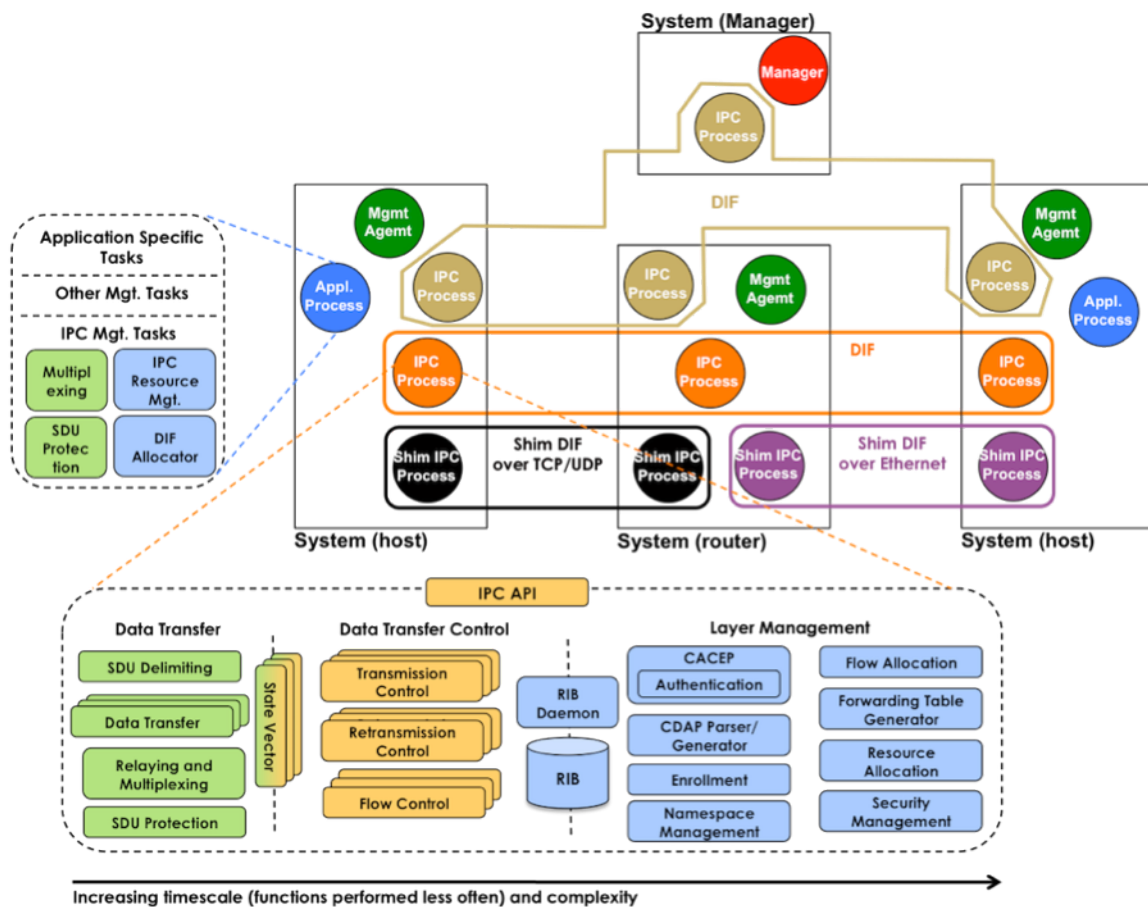 System (Manager)
Manager
IPC
Process
DIF
Mgmt
Agemt
IPC
Process
Appl.
Process
IPC
Process
Mgmt
Agemt
Mgmt
Agemt
IPC
Process
Appl.
Process
Application Specific
Tasks
Other Mgt. Tasks
IPC Mgt. Tasks
Multipl
exing
IPC
Resource
Mgt.
SDU
Protec
tion
DIF
Allocator
IPC
Process
IPC
Process
DIF
IPC
Process
Shim IPC
Process
Shim DIF
over TCP/UDP
Shim IPC
Process
Shim IPC
Process
Shim DIF
over Ethernet
Shim IPC
Process
System (host)
System (router)
System (host)
IPC API
Data Transfer
SDU Delimiting
Data Transfer
Relaying and
Multiplexing
SDU Protection
State Vector
Data Transfer Control
Transmission
Control
Retransmission
Control
Flow Control
RIB
Daemon
RIB
Layer Management
CACEP
Authentication
CDAP Parser/
Generator
Enrollment
Namespace
Management
Flow Allocation
Forwarding Table
Generator
Resource
Allocation
Security
Management
Increasing timescale (functions performed less often) and complexity